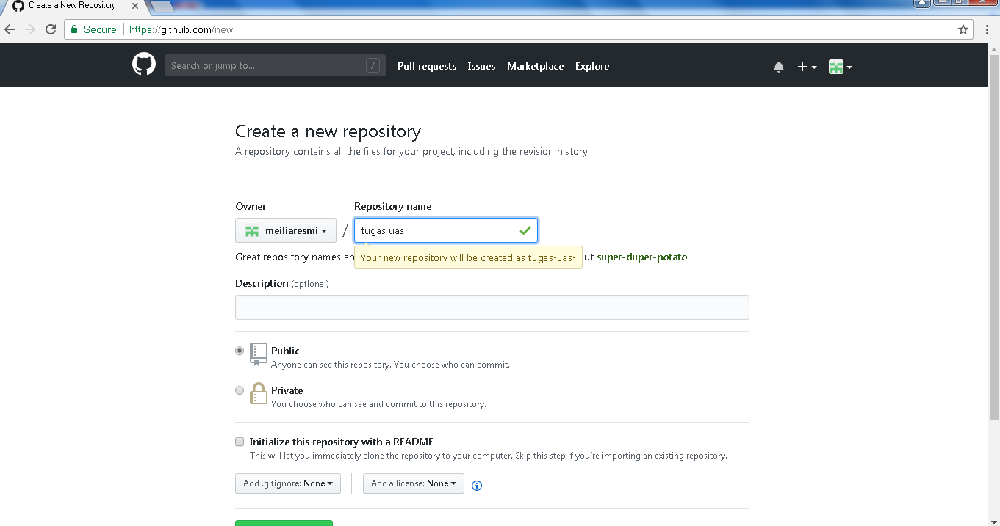 Create a New Repository
Secure https://github.com/new
Search or jump to... / Pull requests Issues Marketplace Explore
Create a new repository
A repository contains all the files for your project, including the revision history.
Owner Repository name
meiliaresmi / tugas uas
Great repository names are
Your new repository will be created as tugas-uas-
super-duper-potato.
Description (optional)
Public
Anyone can see this repository. You choose who can commit.
Private
You choose who can see and commit to this repository.
Initialize this repository with a README
This will let you immediately clone the repository to your computer. Skip this step if you're importing an existing repository.
Add .gitignore: None Add a license: None